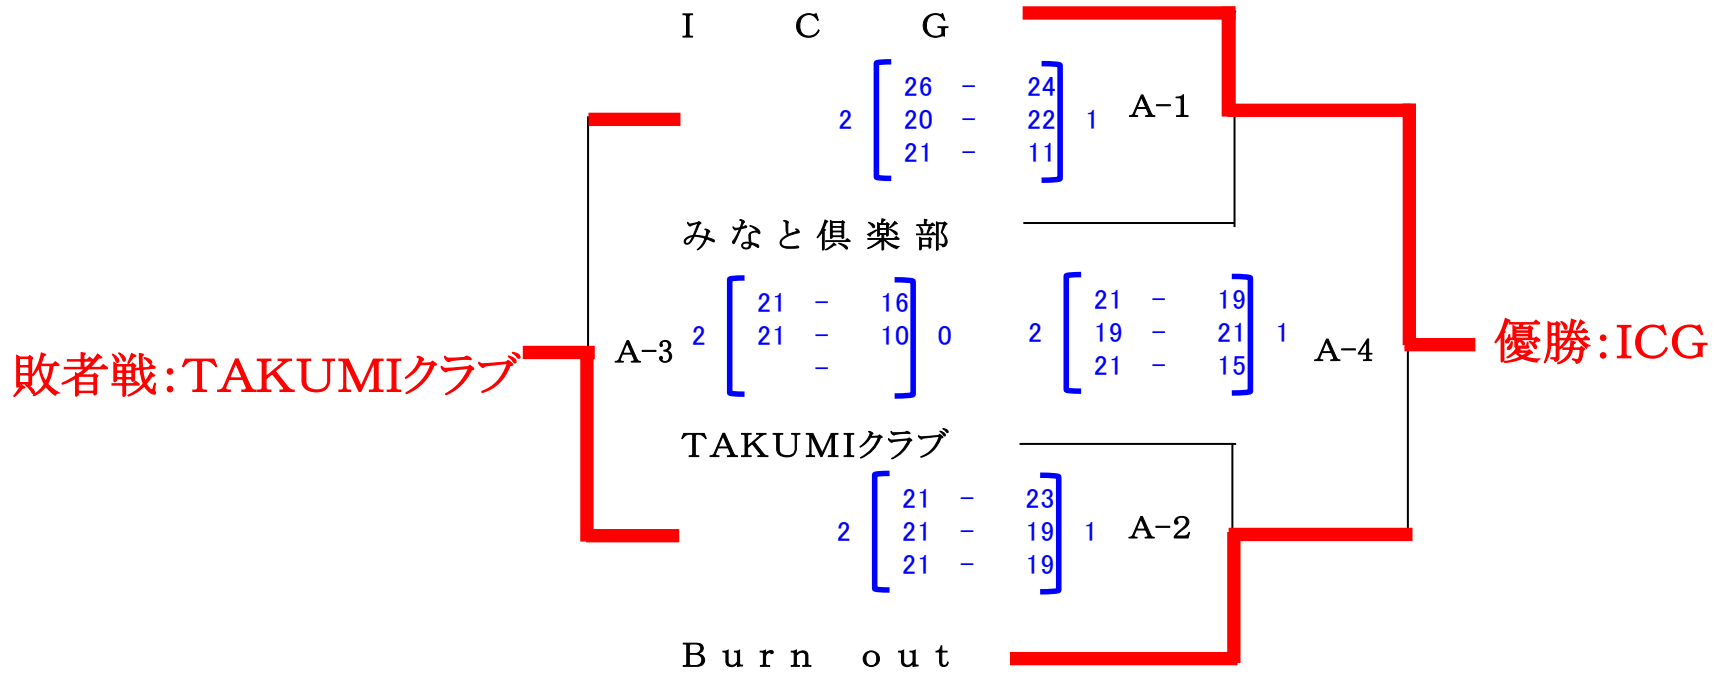 I C G
26 - 24
A-1
2 20 - 22 1
21 - 11
みなと倶楽部
21 - 16
2 21 - 10 0
-
21 - 19
2 19 - 21 1
21 - 15
A-3
A-4
敗者戦:TAKUMIクラブ
優勝:ICG
TAKUMIクラブ
21 - 23
2 21 - 19 1
21 - 19
A-2
Burn out